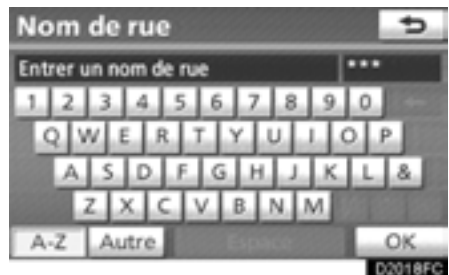 Nom de rue
Entrer un nom de rue ***
1 2 3 4 5 6 7 8 9 0 ←
Q W E R T Y U I O P
A S D F G H J K L &
Z X C V B N M
A-Z Autre Espace OK
D2018FC